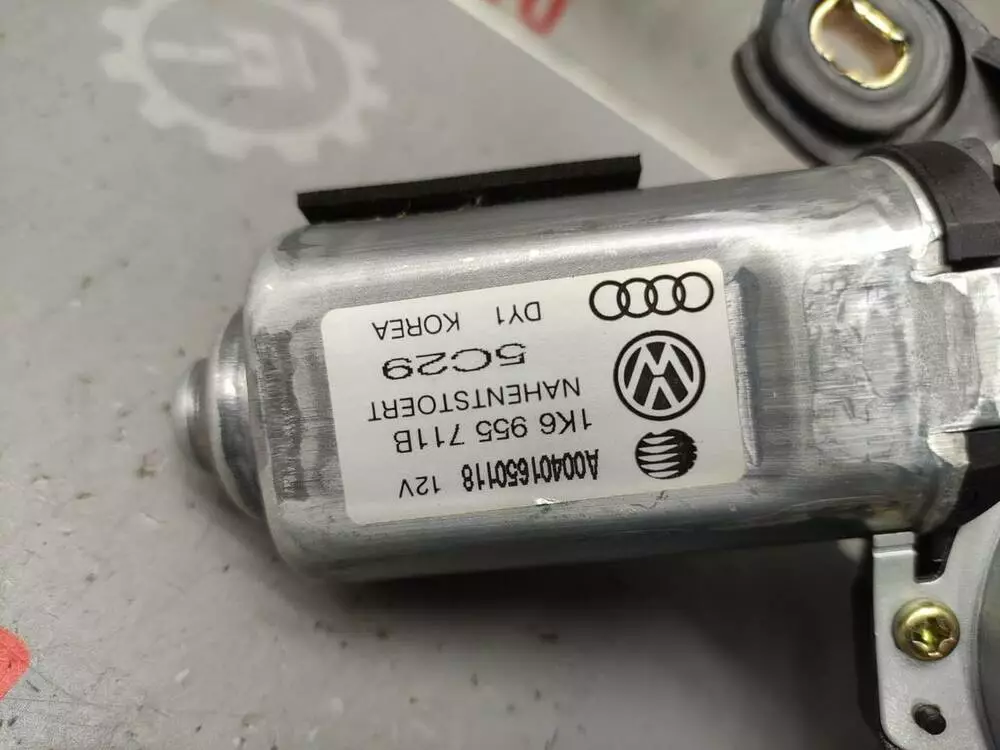 A00401650118 12V
1K6 955 711B
NAHENTSTOERT
5C29
DY1 KOREA